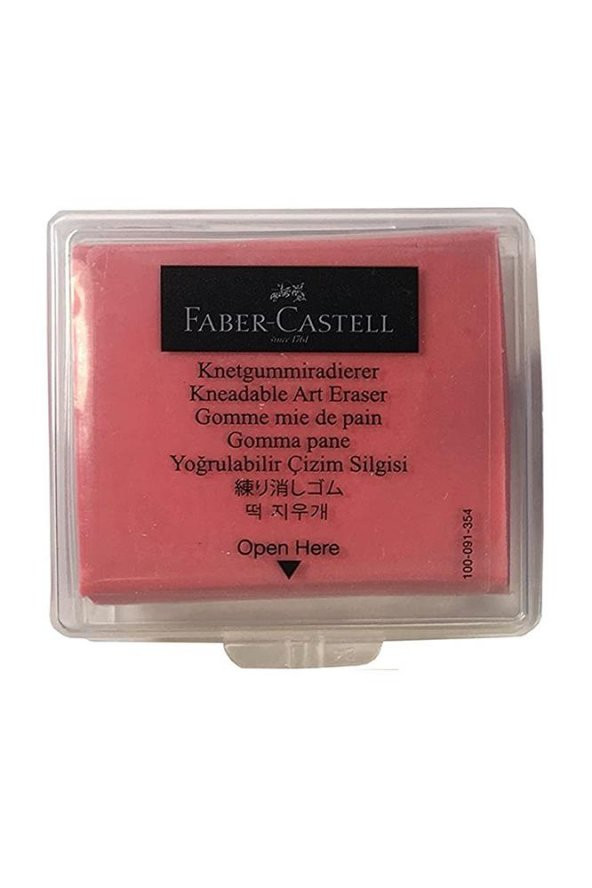 FABER-CASTELL
since 1761
Knetgummiradierer
Kneadable Art Eraser
Gomme mie de pain
Gomma pane
Yoğrulabilir Çizim Silgisi
練り消しゴム
떡 지우개
Open Here
100-091-354